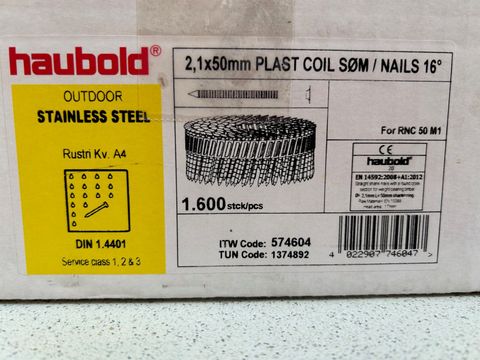 haubold®
OUTDOOR
STAINLESS STEEL
Rustri Kv. A4
DIN 1.4401
Service class 1, 2 & 3
2,1x50mm PLAST COIL SØM / NAILS 16°
For RNC 50 M1
1.600 stck/pcs
CE
haubold
EN 14592:2008+A1:2012
ITW Code: 574604
TUN Code: 1374892
4 022907 746047 >